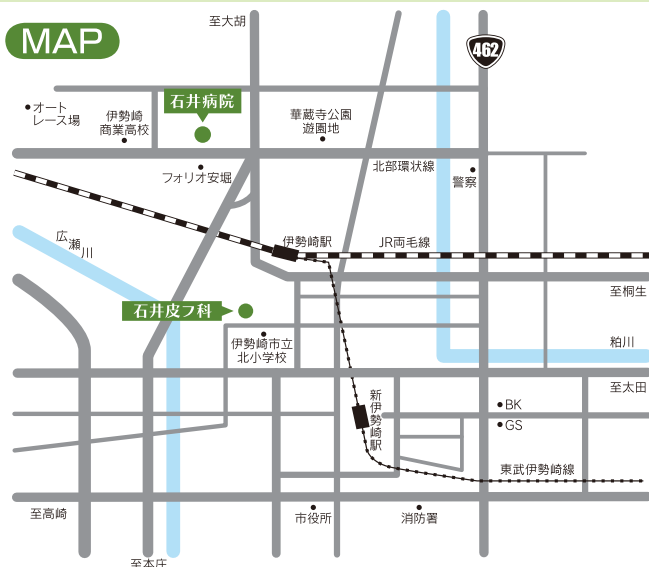 至大胡
MAP
462
石井病院
オート
レース場
伊勢崎
商業高校
華蔵寺公園
遊園地
フォリオ安堀
北部環状線
警察
広瀬川
伊勢崎駅
JR両毛線
至桐生
石井皮フ科
伊勢崎市立
北小学校
粕川
至太田
新伊勢崎駅
BK
GS
東武伊勢崎線
至高崎
市役所
消防署
至本庄